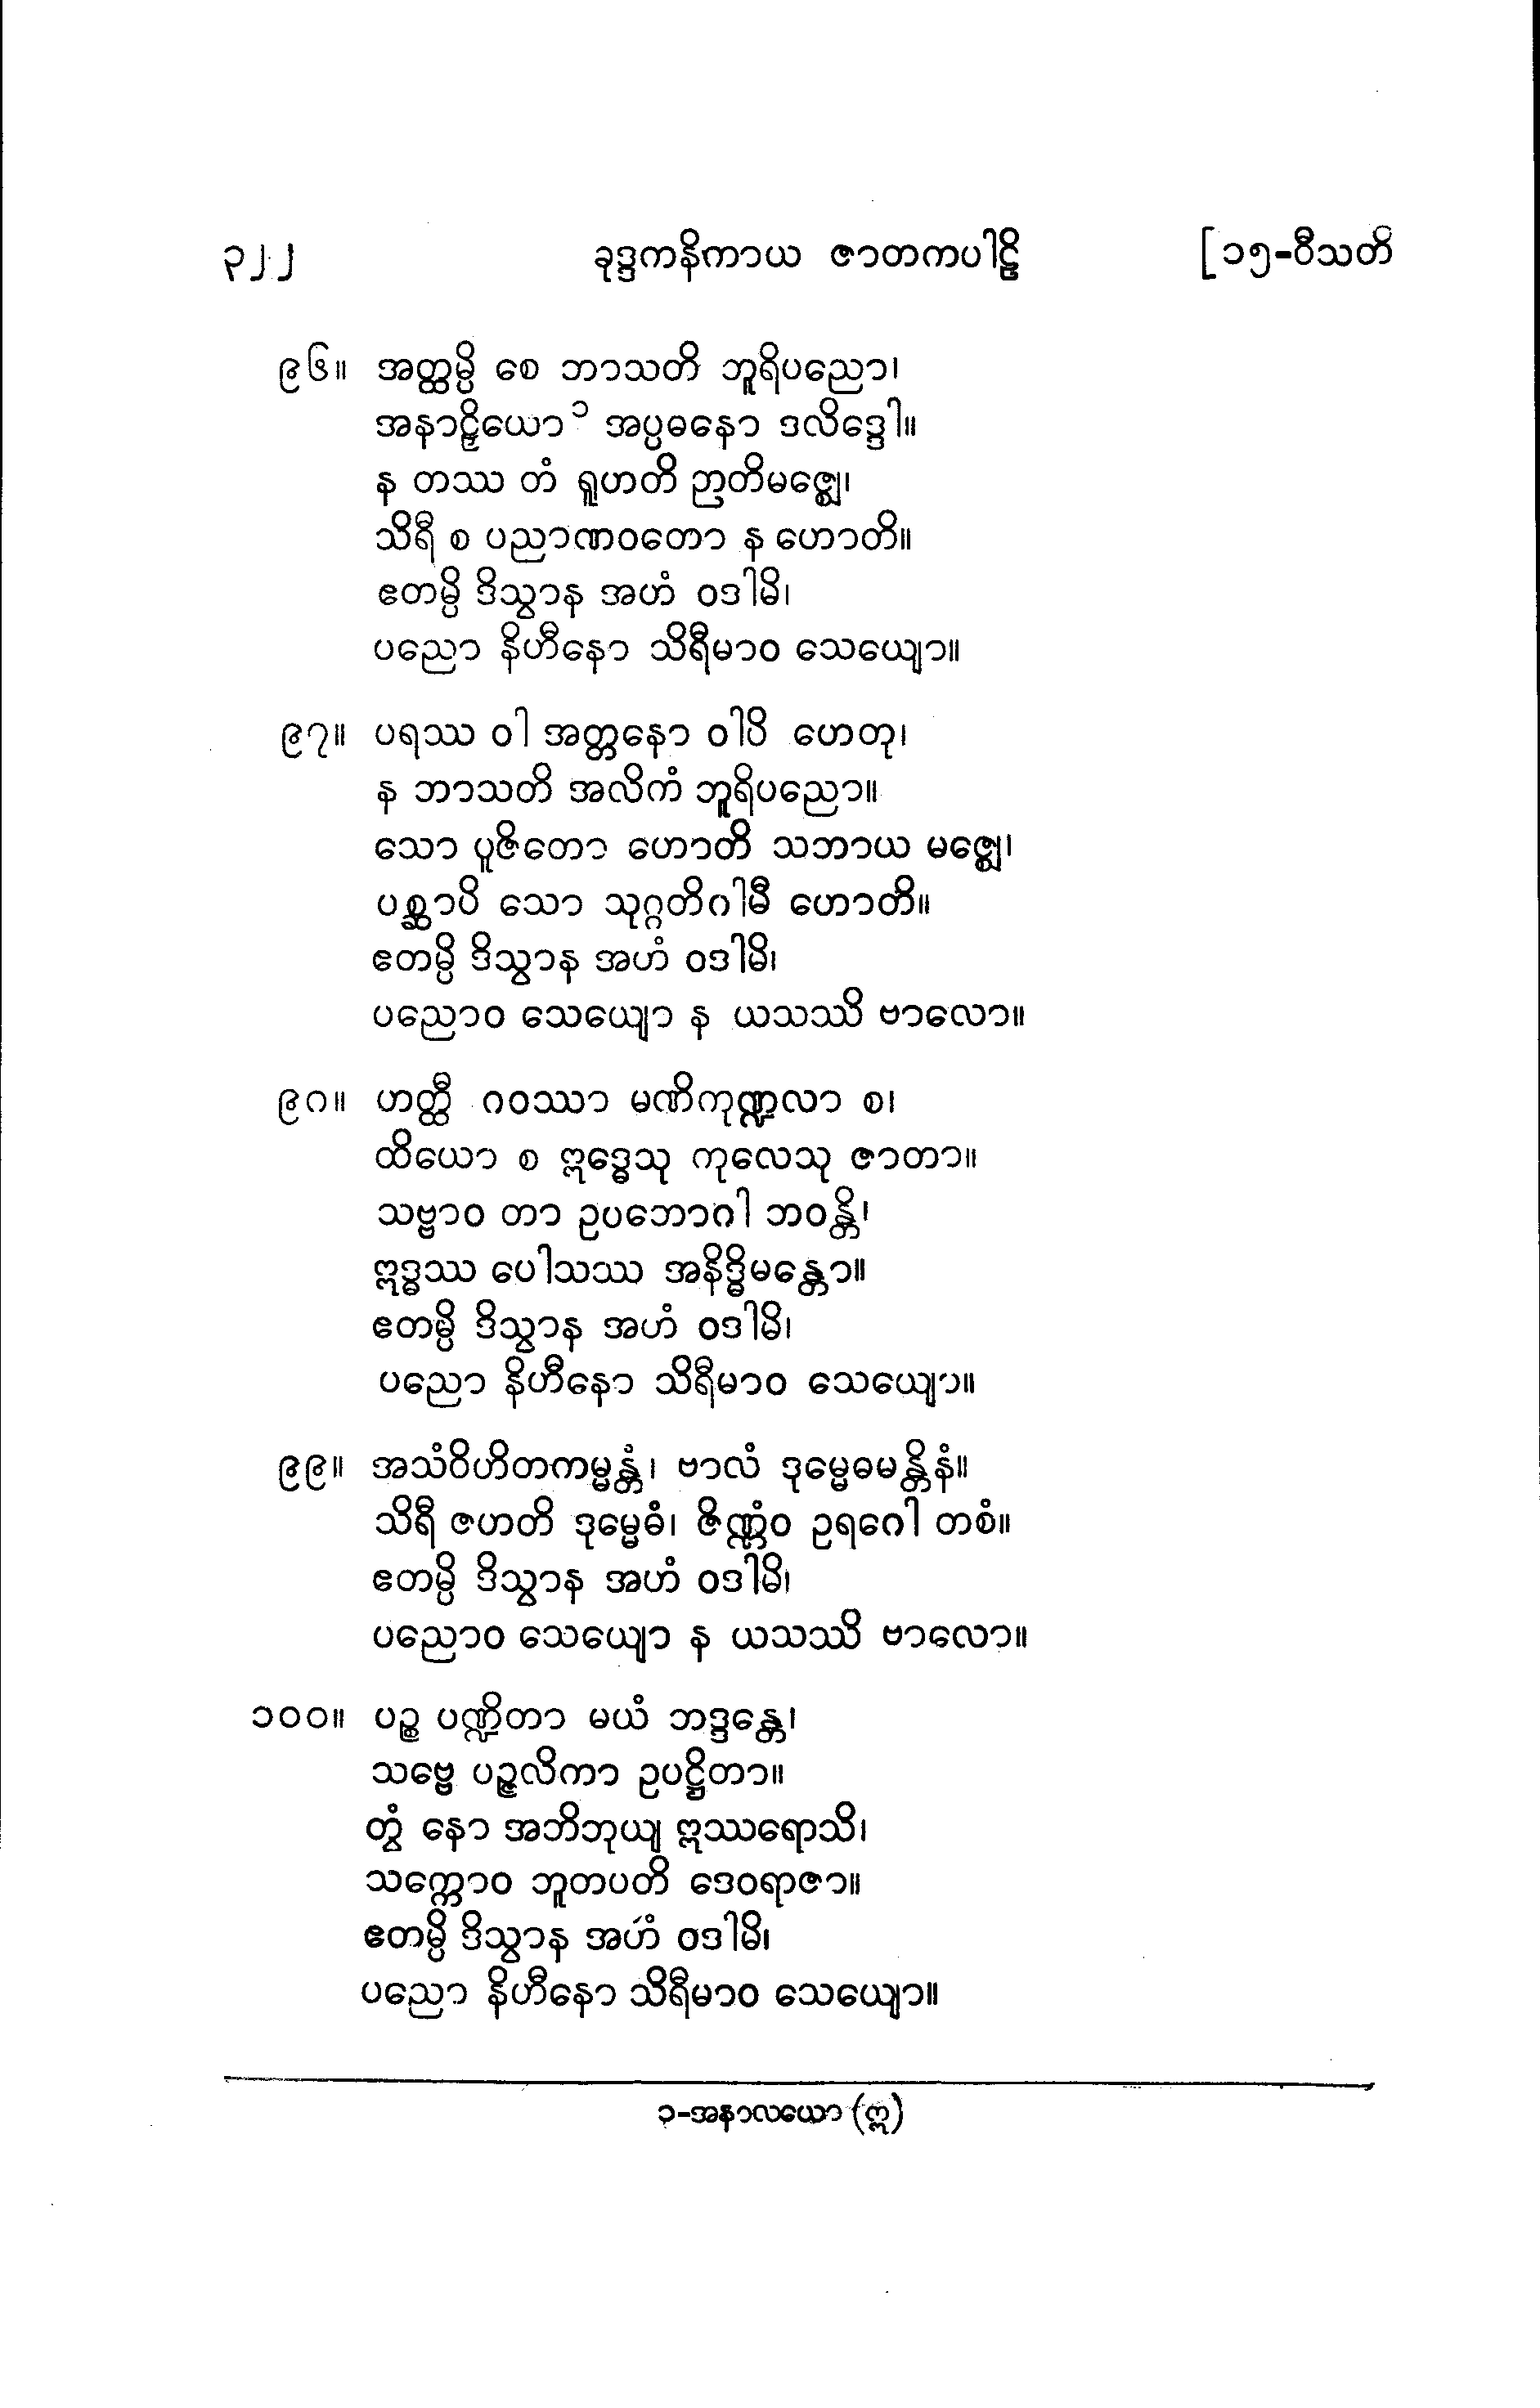 ၃၂၂ ခုဒ္ဒကနိကာယ ဇာတကပါဠိ [၁၅-ဝီသတိ
၉၆။ အတ္ထမ္ပိ စေ ဘာသတိ ဘူရိပညော၊
အနာဠှိယော<sup>၁</sup> အပ္ပဓနော ဒလိဒ္ဒေါ။
န တဿ တံ ရူဟတိ ဉာတိမဇ္ဈေ၊
သိရီ စ ပညာဏဝတော န ဟောတိ။
ဧတမ္ပိ ဒိသွာန အဟံ ဝဒါမိ၊
ပညော နိဟီနော သိရီမာဝ သေယျော။
၉၇။ ပရဿ ဝါ အတ္တနော ဝါပိ ဟေတု၊
န ဘာသတိ အလိကံ ဘူရိပညော။
သော ပူဇိတော ဟောတိ သဘာယ မဇ္ဈေ၊
ပစ္ဆာပိ သော သုဂ္ဂတိဂါမီ ဟောတိ။
ဧတမ္ပိ ဒိသွာန အဟံ ဝဒါမိ၊
ပညောဝ သေယျော န ယသဿိ ဗာလော။
၉၈။ ဟတ္ထီ ဂဝဿာ မဏိကုဏ္ဍလာ စ၊
ထိယော စ ဣဒ္ဓေသု ကုလေသု ဇာတာ။
သဗ္ဗာဝ တာ ဥပဘောဂါ ဘဝန္တိ၊
ဣဒ္ဓဿ ပေါသဿ အနိဒ္ဓိမန္တော။
ဧတမ္ပိ ဒိသွာန အဟံ ဝဒါမိ၊
ပညော နိဟီနော သိရီမာဝ သေယျော။
၉၉။ အသံဝိဟိတကမ္မန္တံ၊ ဗာလံ ဒုမ္မေဓမန္တိနံ။
သိရီ ဇဟတိ ဒုမ္မေဓံ၊ ဇိဏ္ဏံဝ ဥရဂေါ တစံ။
ဧတမ္ပိ ဒိသွာန အဟံ ဝဒါမိ၊
ပညောဝ သေယျော န ယသဿိ ဗာလော။
၁၀၀။ ပဉ္စ ပဏ္ဍိတာ မယံ ဘဒ္ဒန္တေ၊
သဗ္ဗေ ပဉ္ဇလိကာ ဥပဋ္ဌိတာ။
တွံ နော အဘိဘုယျ ဣဿရောသိ၊
သက္ကောဝ ဘူတပတိ ဒေဝရာဇာ။
ဧတမ္ပိ ဒိသွာန အဟံ ဝဒါမိ၊
ပညော နိဟီနော သိရီမာဝ သေယျော။
၁-အနာလယော (ဣ)